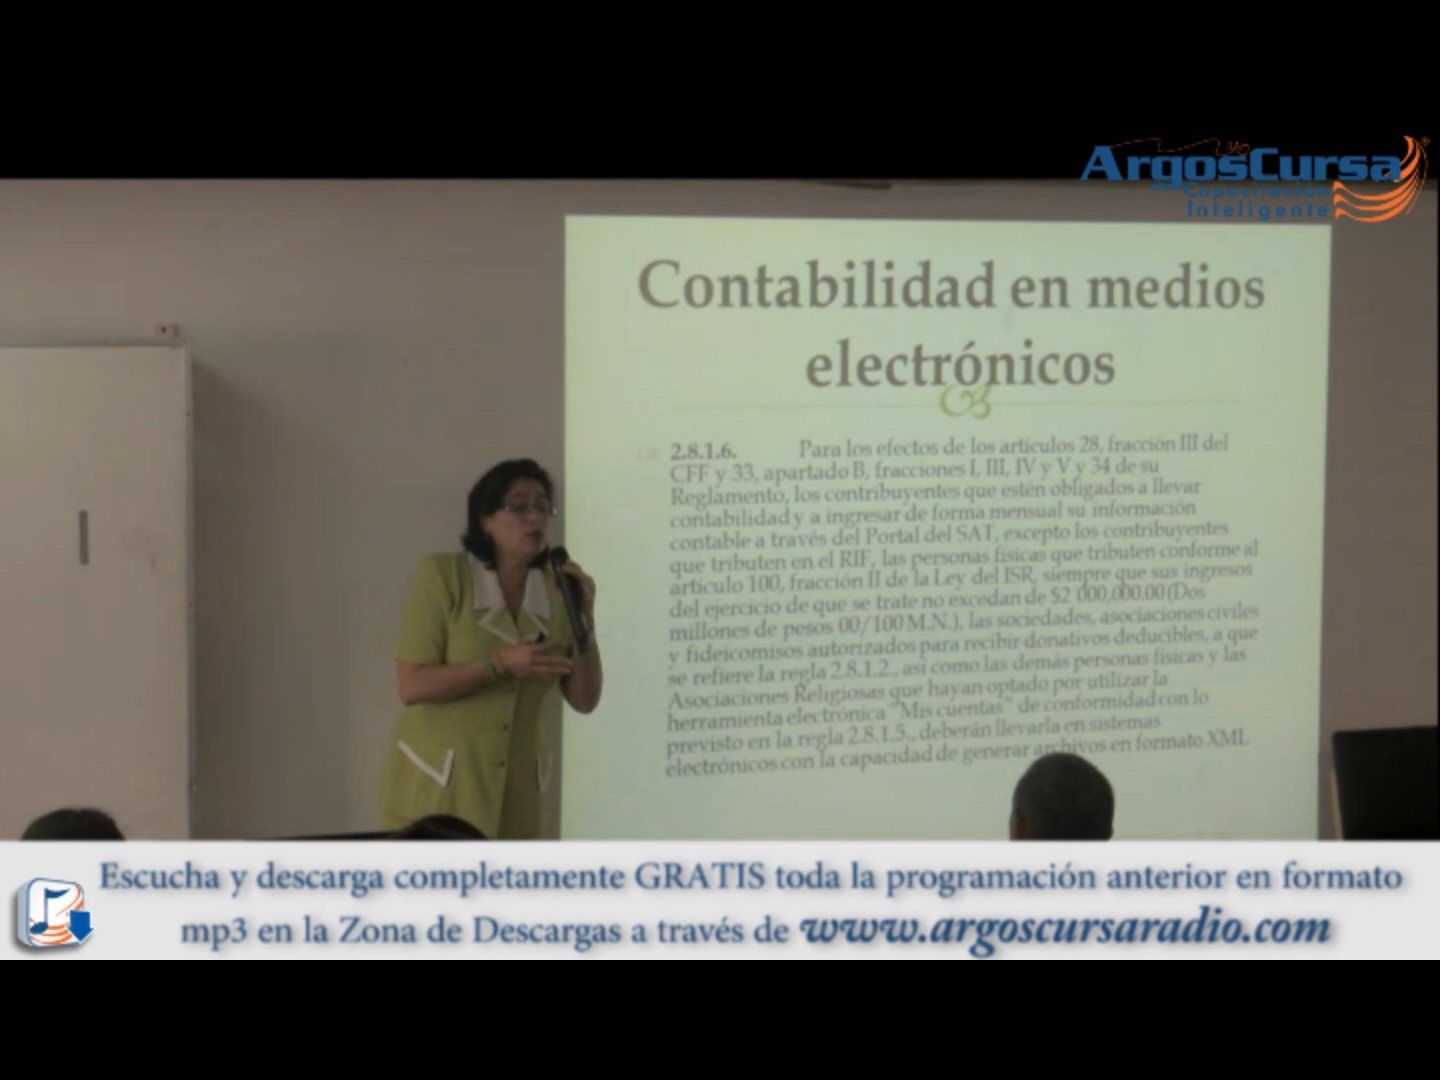 ArgosCursa
Capacitación
Inteligente
Contabilidad en medios
electrónicos
2.8.1.6. Para los efectos de los artículos 28, fracción III del
CFF y 33, apartado B, fracciones I, III, IV y V y 34 de su
Reglamento, los contribuyentes que estén obligados a llevar
contabilidad y a ingresar de forma mensual su información
contable a través del Portal del SAT, excepto los contribuyentes
que tributen en el RIF, las personas físicas que tributen conforme al
artículo 100, fracción II de la Ley del ISR, siempre que sus ingresos
del ejercicio de que se trate no excedan de $2´000,000.00 (Dos
millones de pesos 00/100 M.N.), las sociedades, asociaciones civiles
y fideicomisos autorizados para recibir donativos deducibles, a que
se refiere la regla 2.8.1.2., así como las demás personas físicas y las
Asociaciones Religiosas que hayan optado por utilizar la
herramienta electrónica "Mis cuentas" de conformidad con lo
previsto en la regla 2.8.1.5., deberán llevarla en sistemas
electrónicos con la capacidad de generar archivos en formato XML
Escucha y descarga completamente GRATIS toda la programación anterior en formato
mp3 en la Zona de Descargas a través de www.argoscursaradio.com